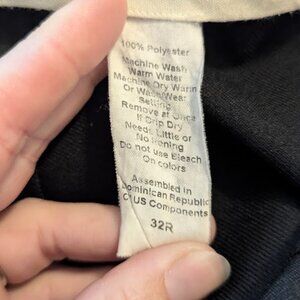 100% Polyester
Machine Wash
Warm Water
Machine Dry Warm
Or Wash/Wear
Setting
Remove at Once
If Drip Dry
Needs Little or
No Ironing
Do not use Bleach
On colors
Assembled in
Dominican Republic
Of US Components
32R